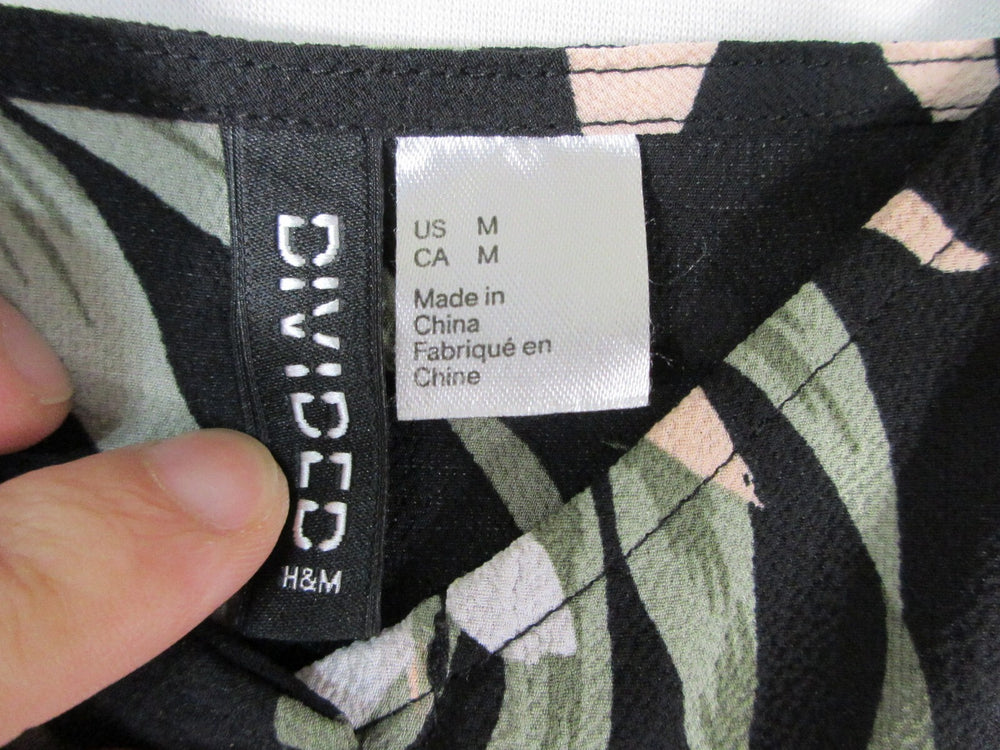 DIVIDED
H&M
US M
CA M
Made in
China
Fabriqué en
Chine